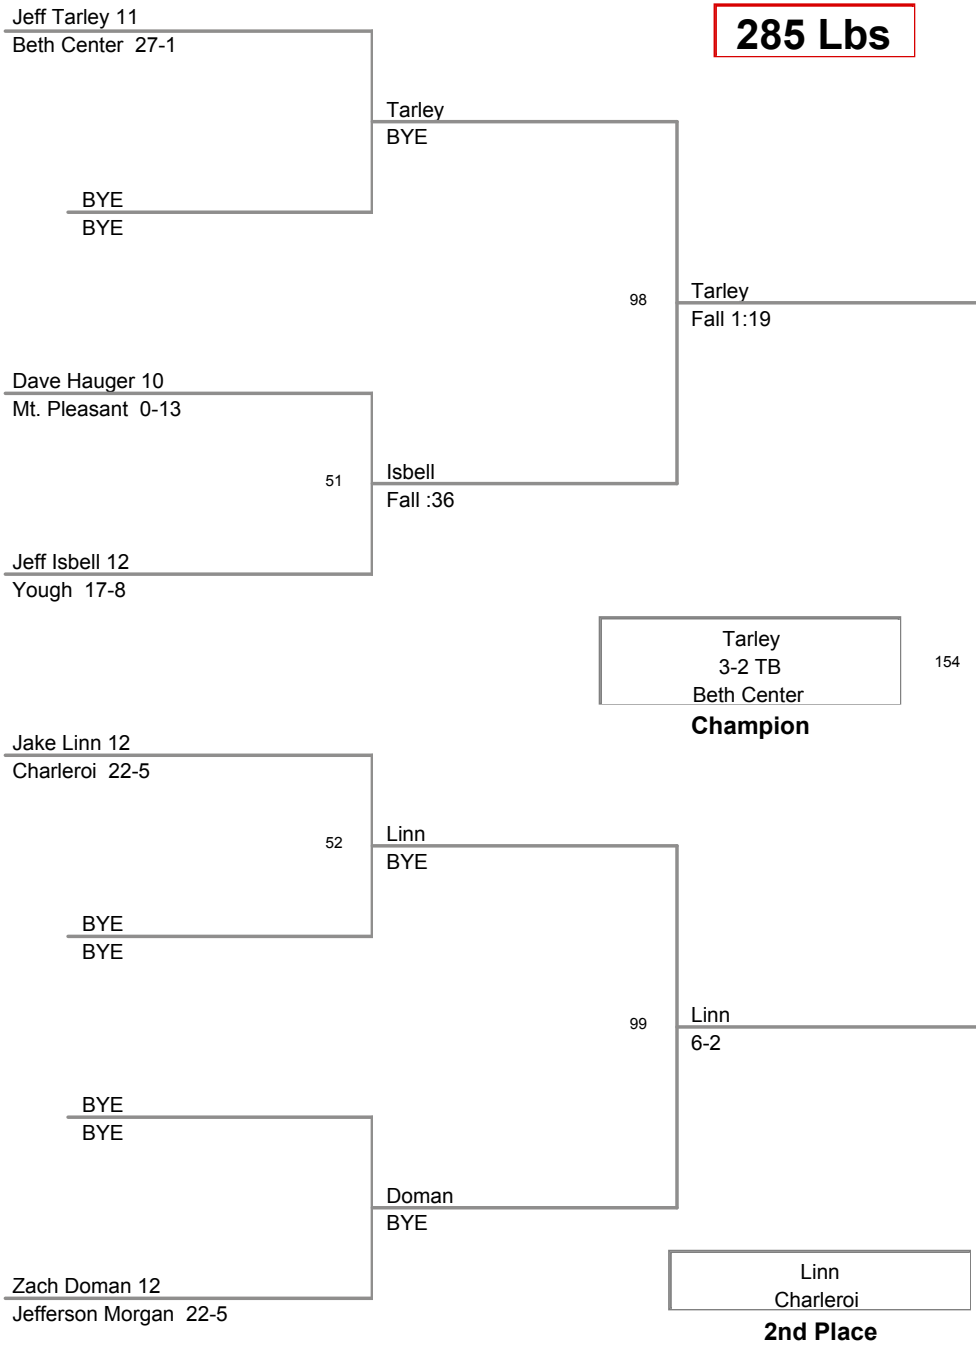 Jeff Tarley 11
Beth Center 27-1
285 Lbs
Tarley
BYE
BYE
BYE
98
Tarley
Fall 1:19
Dave Hauger 10
Mt. Pleasant 0-13
51
Isbell
Fall :36
Jeff Isbell 12
Yough 17-8
Tarley
3-2 TB
Beth Center
154
Champion
Jake Linn 12
Charleroi 22-5
52
Linn
BYE
BYE
BYE
99
Linn
6-2
BYE
BYE
Doman
BYE
Zach Doman 12
Jefferson Morgan 22-5
Linn
Charleroi
2nd Place